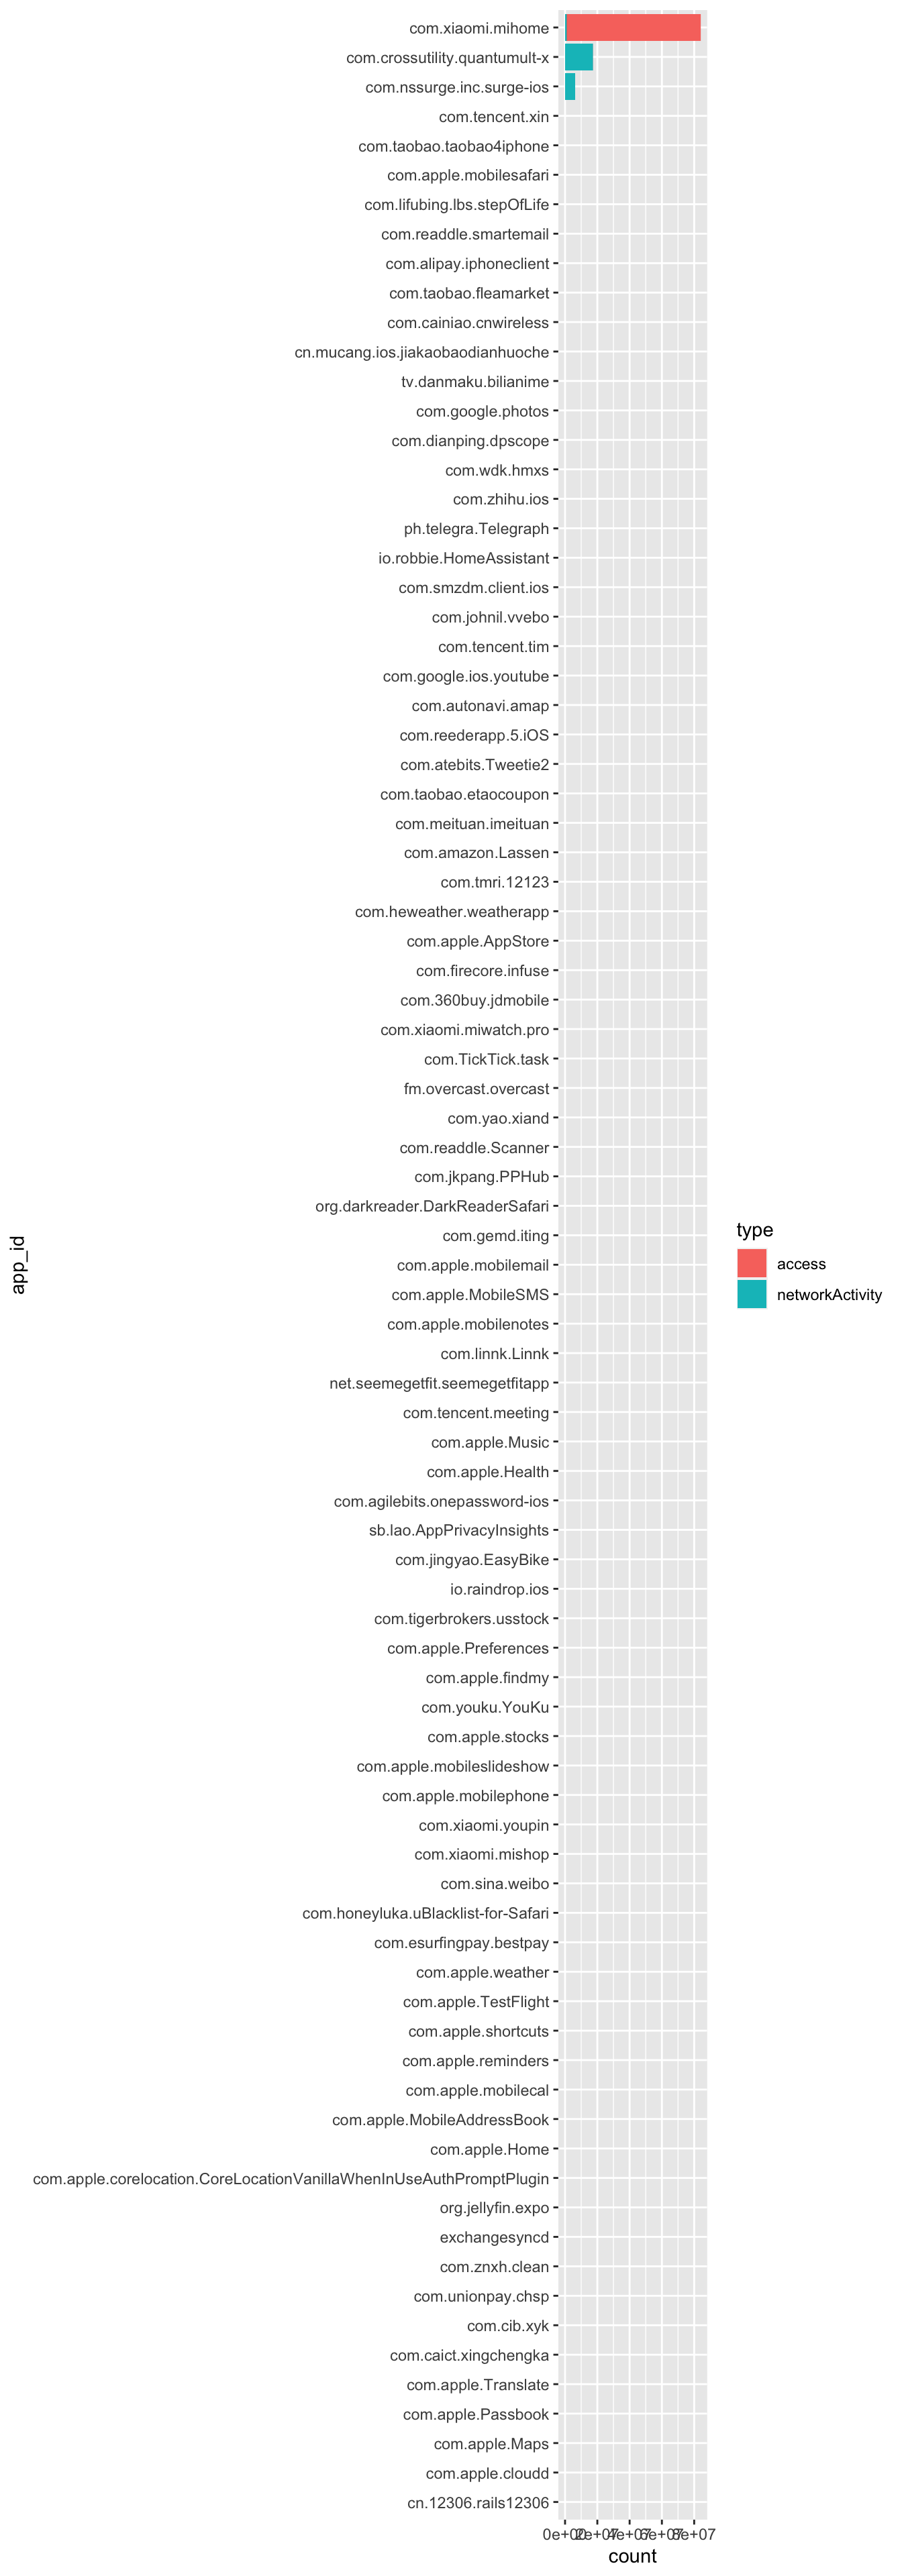 com.xiaomi.mihome
com.crossutility.quantumult-x
com.nssurge.inc.surge-ios
com.tencent.xin
com.taobao.taobao4iphone
com.apple.mobilesafari
com.lifubing.lbs.stepOfLife
com.readdle.smartemail
com.alipay.iphoneclient
com.taobao.fleamarket
com.cainiao.cnwireless
cn.mucang.ios.jiakaobaodianhuoche
tv.danmaku.bilianime
com.google.photos
com.dianping.dpscope
com.wdk.hmxs
com.zhihu.ios
ph.telegra.Telegraph
io.robbie.HomeAssistant
com.smzdm.client.ios
com.johnil.vvebo
com.tencent.tim
com.google.ios.youtube
com.autonavi.amap
com.reederapp.5.iOS
com.atebits.Tweetie2
com.taobao.etaocoupon
com.meituan.imeituan
com.amazon.Lassen
com.tmri.12123
com.heweather.weatherapp
com.apple.AppStore
com.firecore.infuse
com.360buy.jdmobile
com.xiaomi.miwatch.pro
com.TickTick.task
fm.overcast.overcast
com.yao.xiand
com.readdle.Scanner
com.jkpang.PPHub
org.darkreader.DarkReaderSafari
com.gemd.iting
com.apple.mobilemail
com.apple.MobileSMS
com.apple.mobilenotes
com.linnk.Linnk
net.seemegetfit.seemegetfitapp
com.tencent.meeting
com.apple.Music
com.apple.Health
com.agilebits.onepassword-ios
sb.lao.AppPrivacyInsights
com.jingyao.EasyBike
io.raindrop.ios
com.tigerbrokers.usstock
com.apple.Preferences
com.apple.findmy
com.youku.YouKu
com.apple.stocks
com.apple.mobileslideshow
com.apple.mobilephone
com.xiaomi.youpin
com.xiaomi.mishop
com.sina.weibo
com.honeyluka.uBlacklist-for-Safari
com.esurfingpay.bestpay
com.apple.weather
com.apple.TestFlight
com.apple.shortcuts
com.apple.reminders
com.apple.mobilecal
com.apple.MobileAddressBook
com.apple.Home
com.apple.corelocation.CoreLocationVanillaWhenInUseAuthPromptPlugin
org.jellyfin.expo
exchangesyncd
com.znxh.clean
com.unionpay.chsp
com.cib.xyk
com.caict.xingchengka
com.apple.Translate
com.apple.Passbook
com.apple.Maps
com.apple.cloudd
cn.12306.rails12306
app_id
0e+00 2e+07 4e+07 6e+07 8e+07
count
type
access
networkActivity